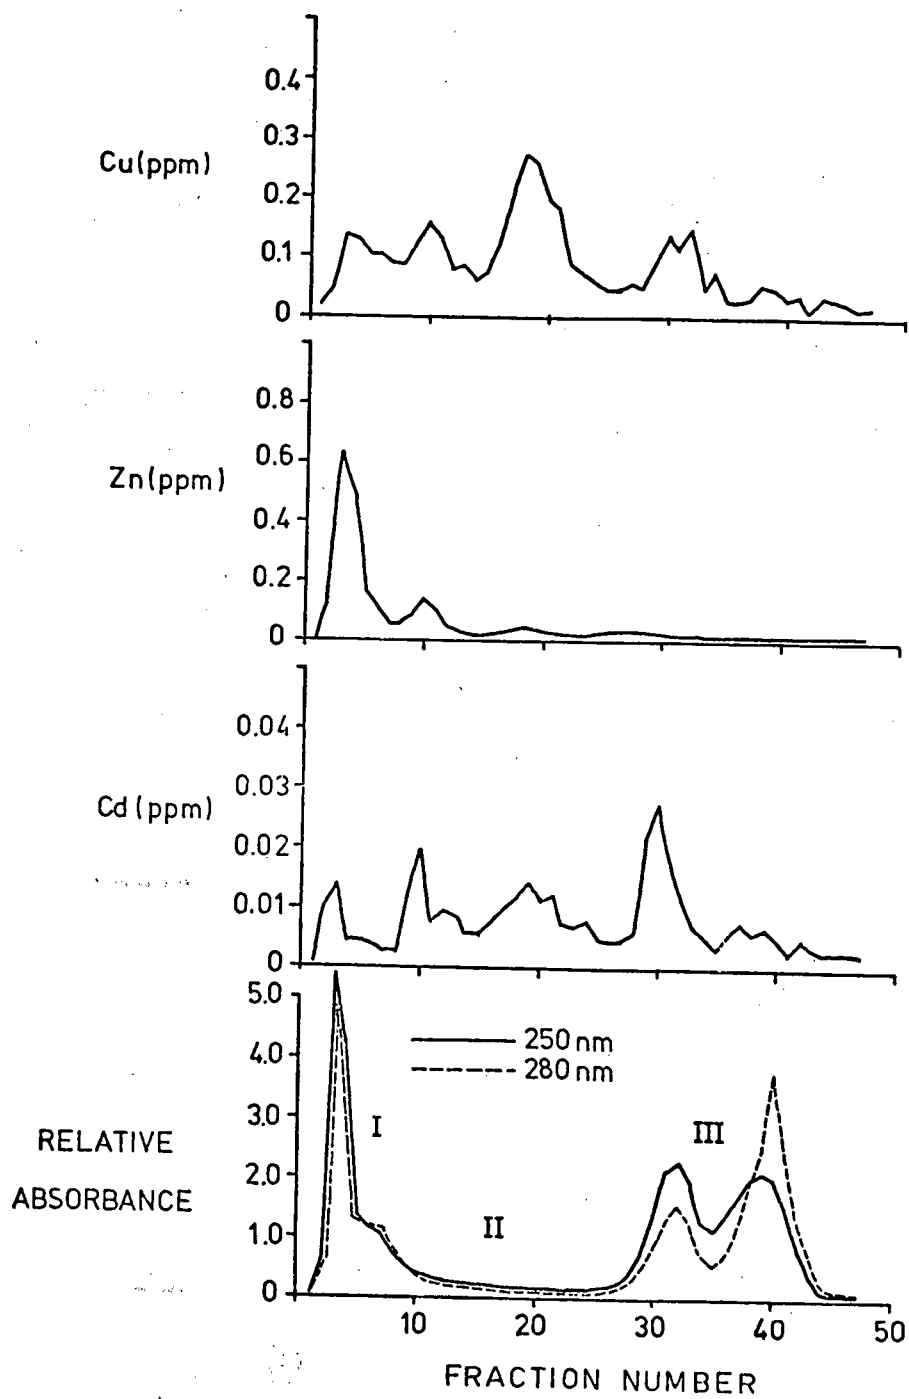 0.4
0.3
Cu(ppm)
0.2
0.1
0
0.8
0.6
Zn(ppm)
0.4
0.2
0
0.04
0.03
Cd(ppm)
0.02
0.01
0
5.0
250 nm
4.0
280 nm
3.0
I
III
RELATIVE
2.0
ABSORBANCE
II
1.0
0
10 20 30 40 50
FRACTION NUMBER